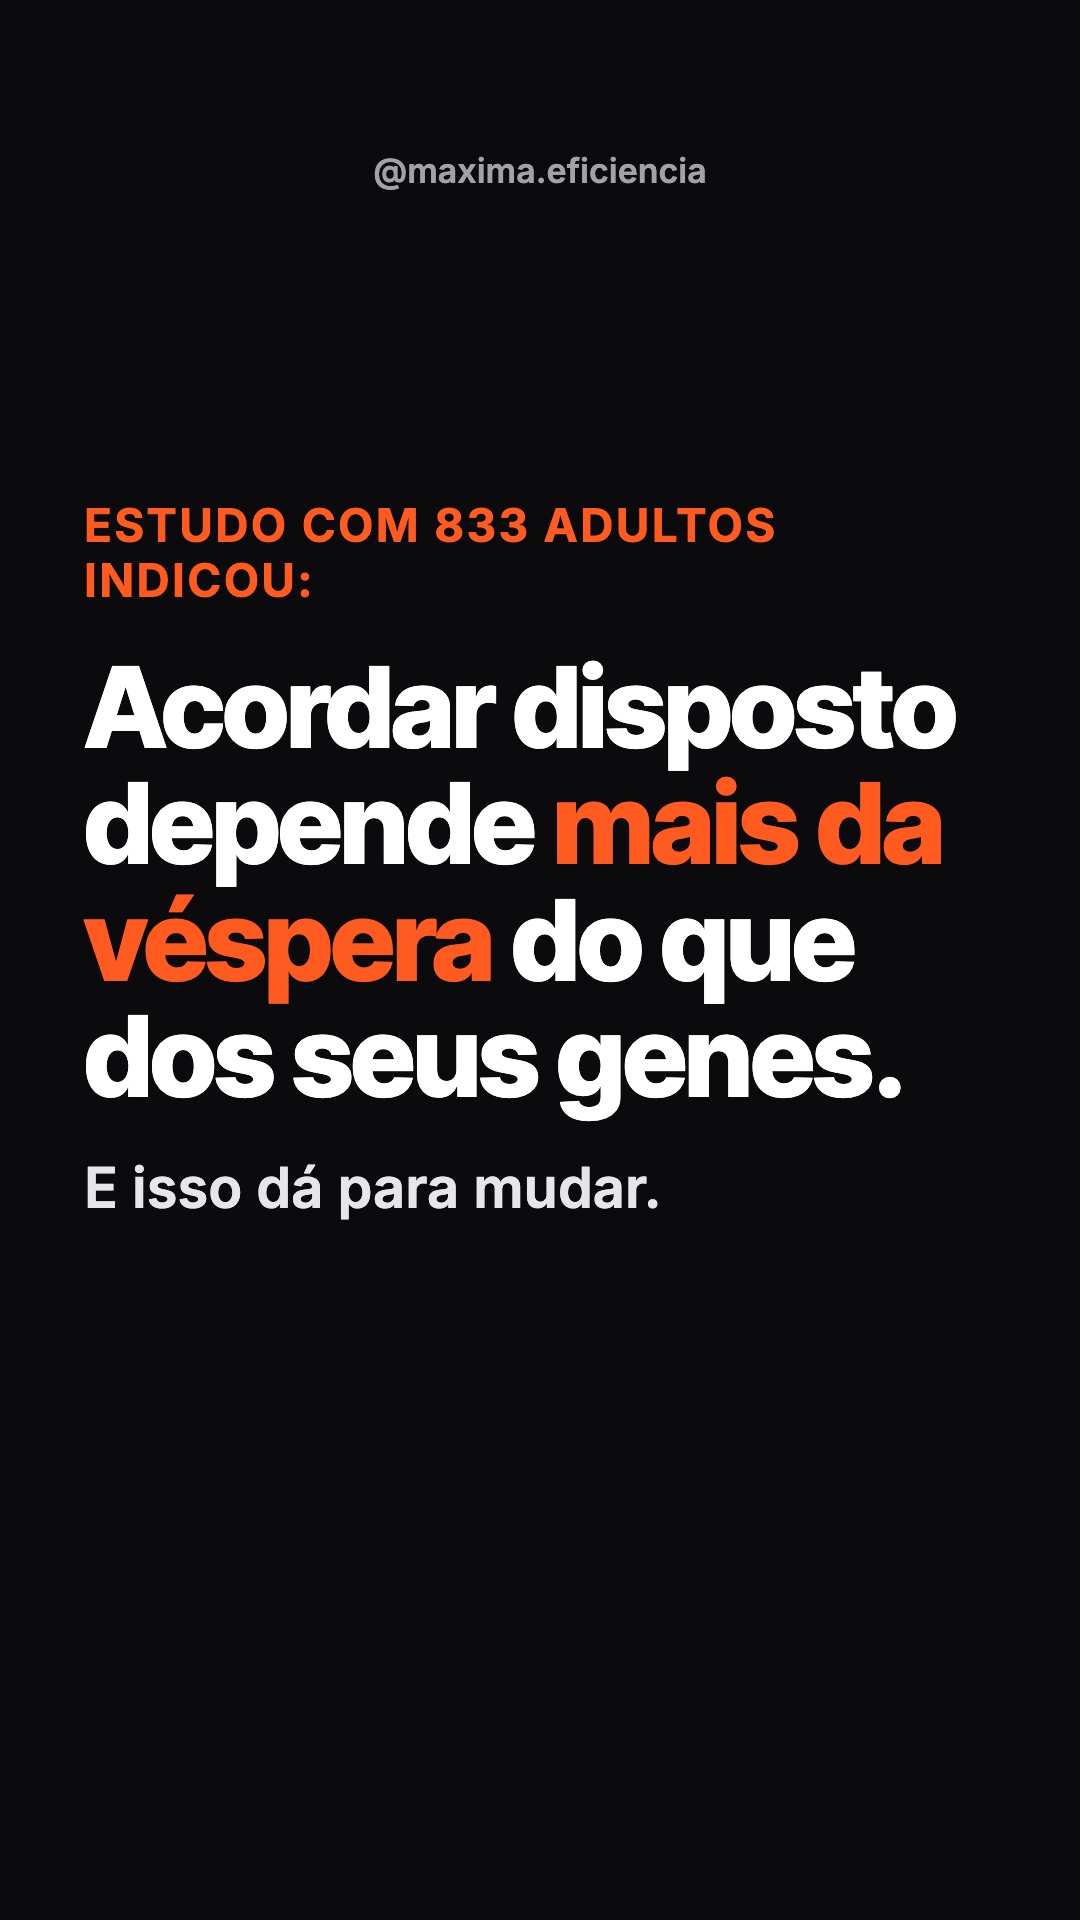 @maxima.eficiencia
ESTUDO COM 833 ADULTOS
INDICOU:
Acordar disposto
depende mais da
véspera do que
dos seus genes.
E isso dá para mudar.